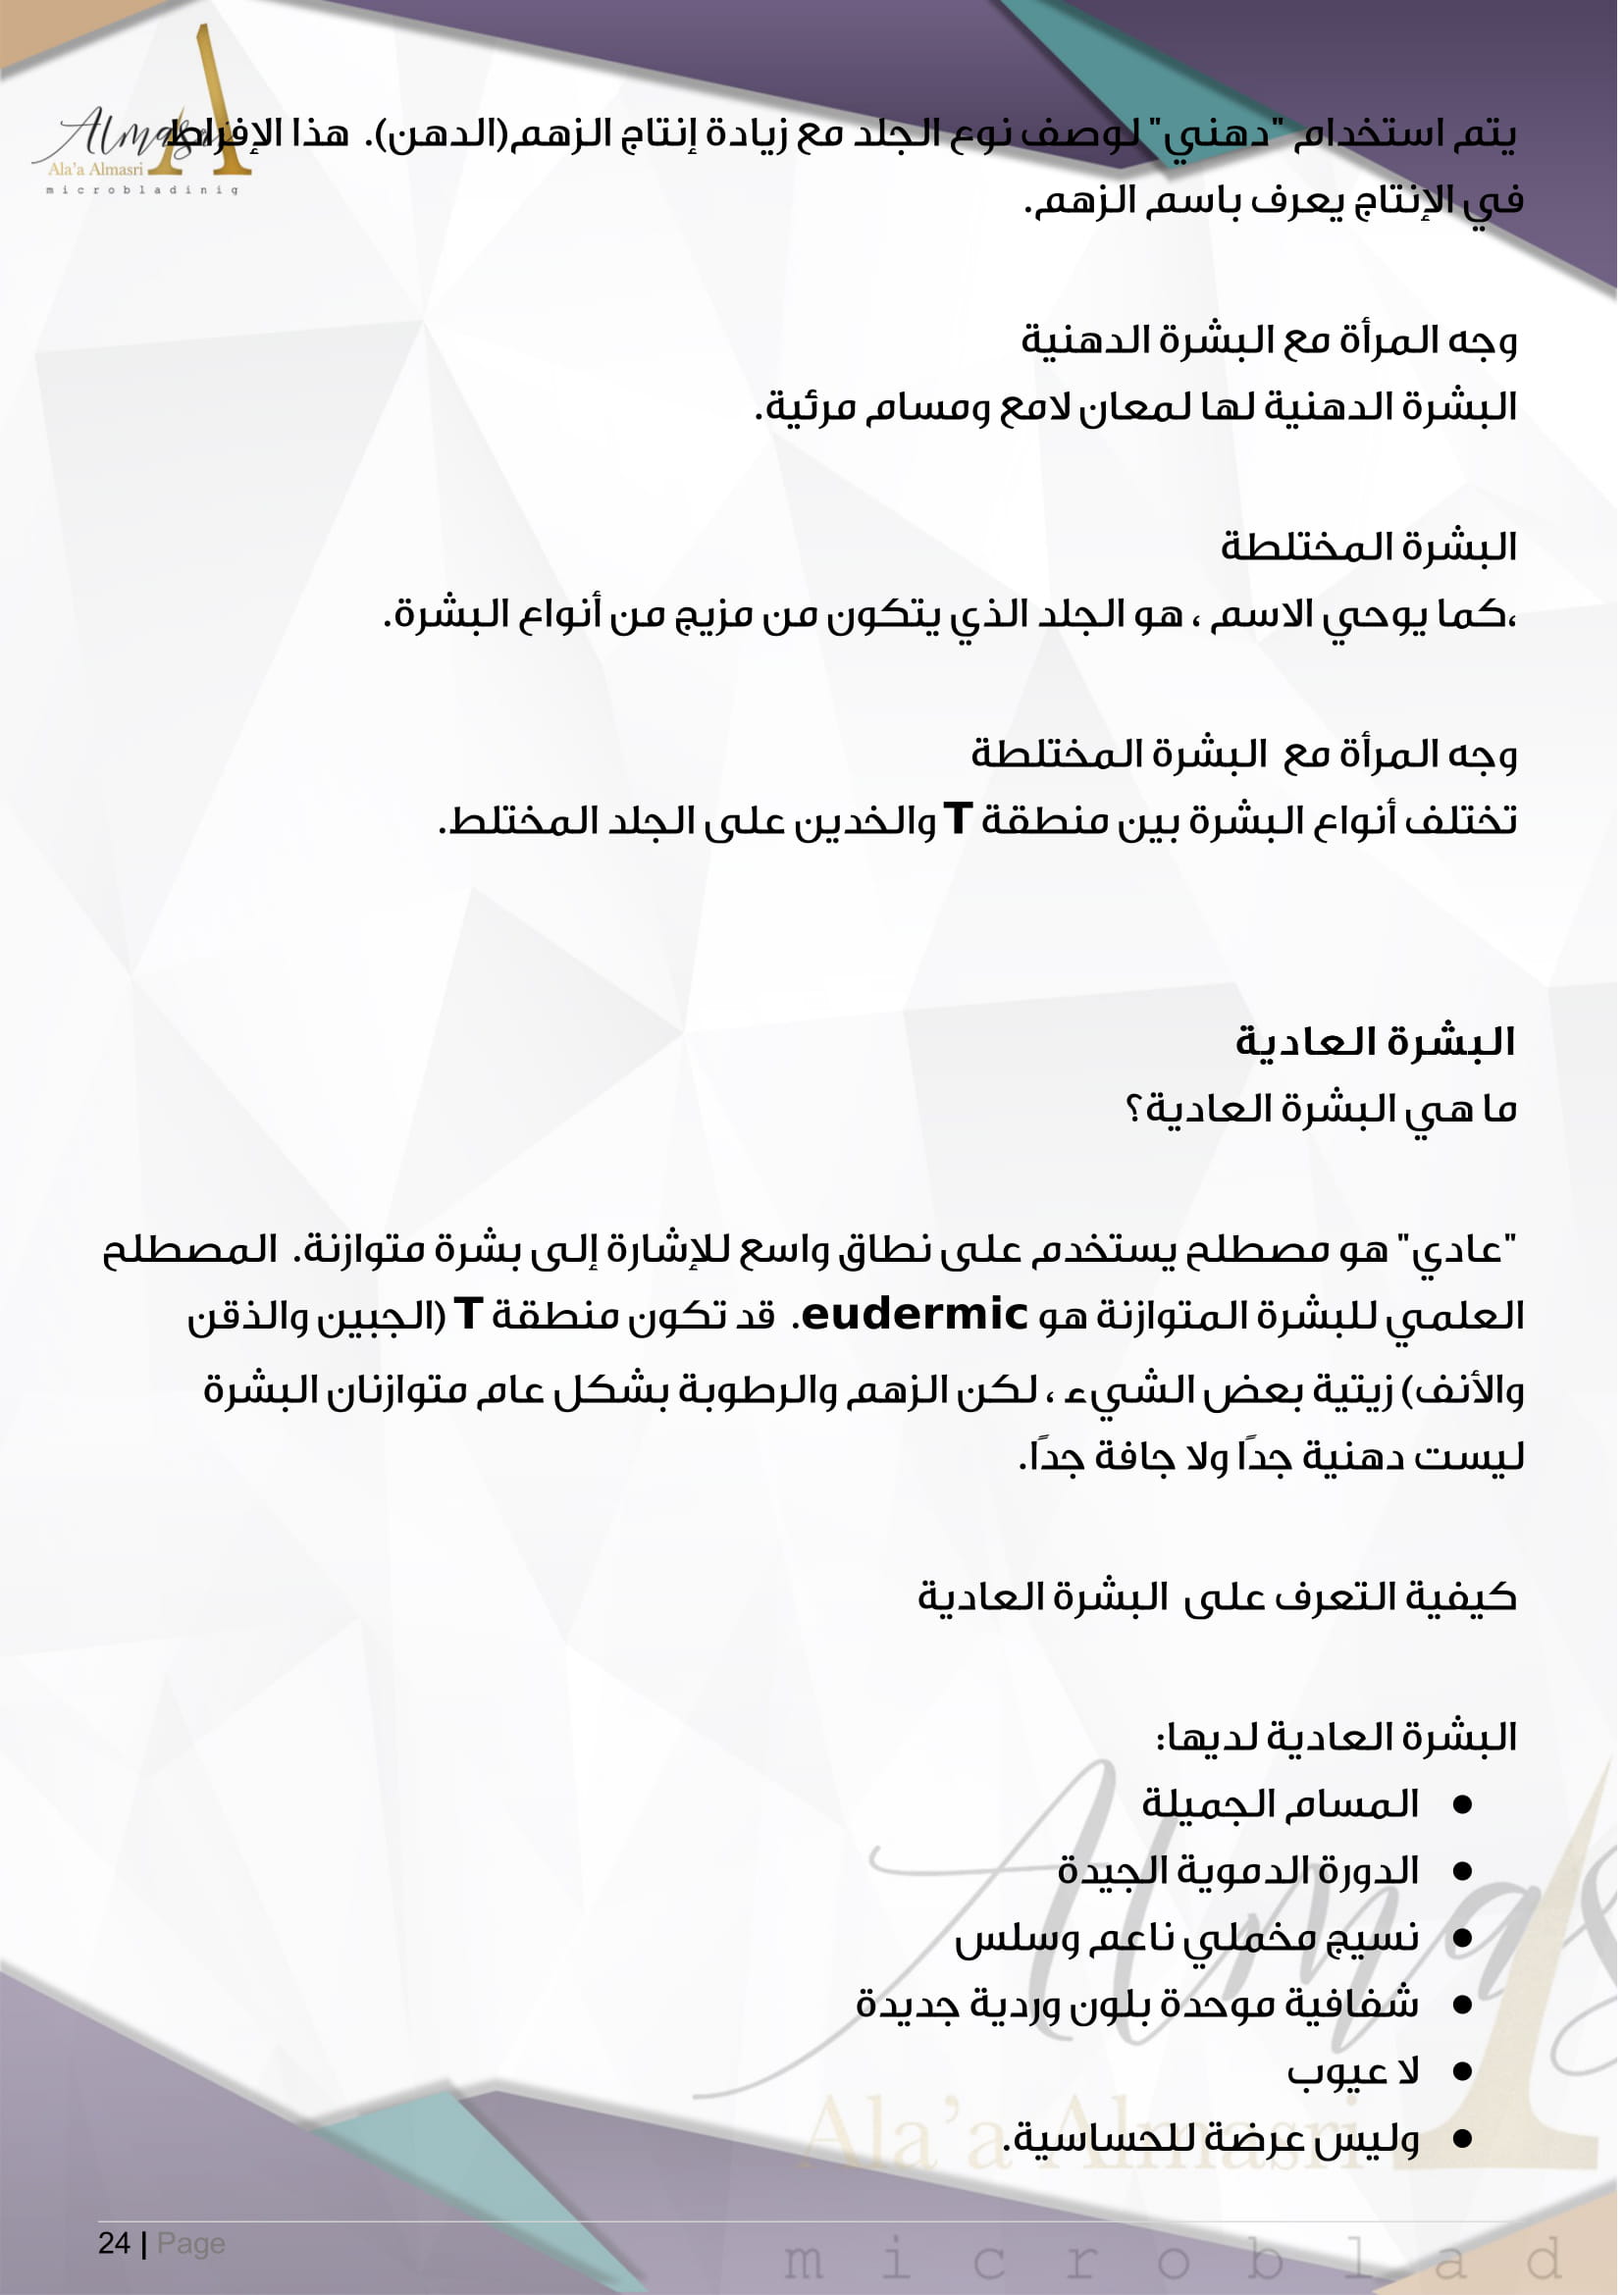 Almasri
Ala'a Almasri
microbladinig
يتم استخدام "دهني" لوصف نوع الجلد مع زيادة إنتاج الزهم(الدهن). هذا الإفراط
في الإنتاج يعرف باسم الزهم.
وجه المرأة مع البشرة الدهنية
البشرة الدهنية لها لمعان لامع ومسام مرئية.
البشرة المختلطة
،كما يوحي الاسم ، هو الجلد الذي يتكون من مزيج من أنواع البشرة.
وجه المرأة مع البشرة المختلطة
تختلف أنواع البشرة بين منطقة T والخدين على الجلد المختلط.
البشرة العادية
ما هي البشرة العادية؟
"عادي" هو مصطلح يستخدم على نطاق واسع للإشارة إلى بشرة متوازنة. المصطلح
العلمي للبشرة المتوازنة هو eudermic. قد تكون منطقة T (الجبين والذقن
والأنف) زيتية بعض الشيء ، لكن الزهم والرطوبة بشكل عام متوازنان البشرة
ليست دهنية جدًا ولا جافة جدًا.
كيفية التعرف على البشرة العادية
البشرة العادية لديها:
● المسام الجميلة
● الدورة الدموية الجيدة
● نسيج مخملي ناعم وسلس
● شفافية موحدة بلون وردية جديدة
● لا عيوب
● وليس عرضة للحساسية.
Almas
Ala'a Almasri
24 | Page
microblad